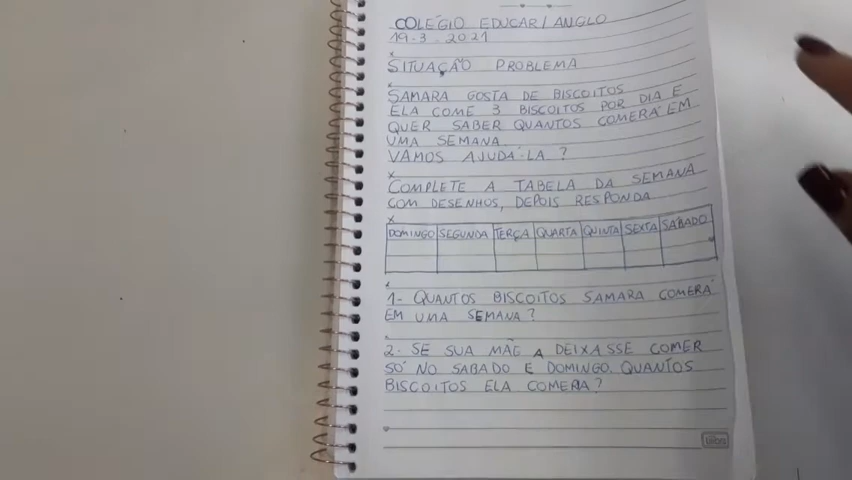 COLÉGIO EDUCAR/ANGLO
19-3-2021
SITUAÇÃO PROBLEMA
SAMARA GOSTA DE BISCOITOS
ELA COME 3 BISCOITOS POR DIA E
QUER SABER QUANTOS COMERÁ EM
UMA SEMANA.
VAMOS AJUDÁ-LA?
COMPLETE A TABELA DA SEMANA
COM DESENHOS, DEPOIS RESPONDA
DOMINGO SEGUNDA TERÇA QUARTA QUINTA SEXTA SÁBADO
1- QUANTOS BISCOITOS SAMARA COMERÁ
EM UMA SEMANA?
2- SE SUA MÃE A DEIXASSE COMER
SÓ NO SABADO E DOMINGO. QUANTOS
BISCOITOS ELA COMERIA?